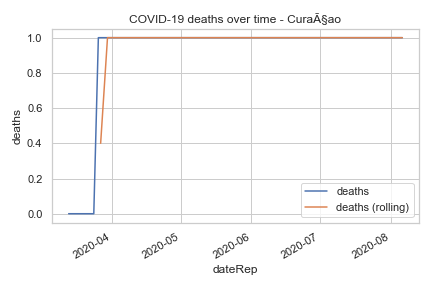 COVID-19 deaths over time - CuraÃ§ao
deaths
1.0
0.8
0.6
0.4
0.2
0.0
2020-04
2020-05
2020-06
2020-07
2020-08
dateRep
deaths
deaths (rolling)